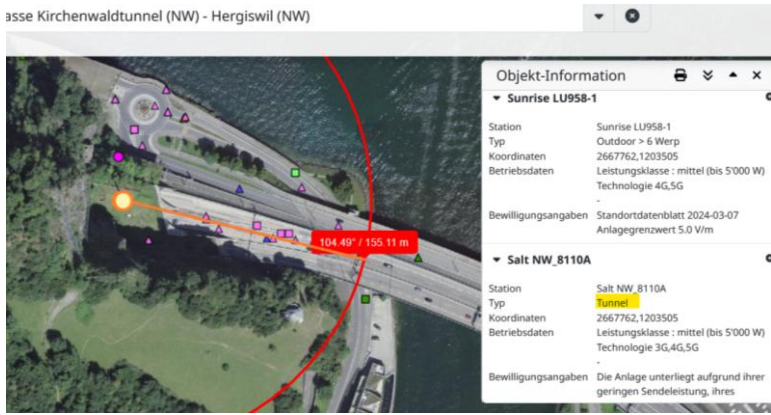 asse Kirchenwaldtunnel (NW) - Hergiswil (NW)
104.49° / 155.11 m
Objekt-Information
Sunrise LU958-1
Station Sunrise LU958-1
Typ Outdoor > 6 Werp
Koordinaten 2667762,1203505
Betriebsdaten Leistungsklasse : mittel (bis 5'000 W)
Technologie 4G,5G
-
Bewilligungsangaben Standortdatenblatt 2024-03-07
Anlagegrenzwert 5.0 V/m
Salt NW_8110A
Station Salt NW_8110A
Typ Tunnel
Koordinaten 2667762,1203505
Betriebsdaten Leistungsklasse : mittel (bis 5'000 W)
Technologie 3G,4G,5G
-
Bewilligungsangaben Die Anlage unterliegt aufgrund ihrer
geringen Sendeleistung, ihres